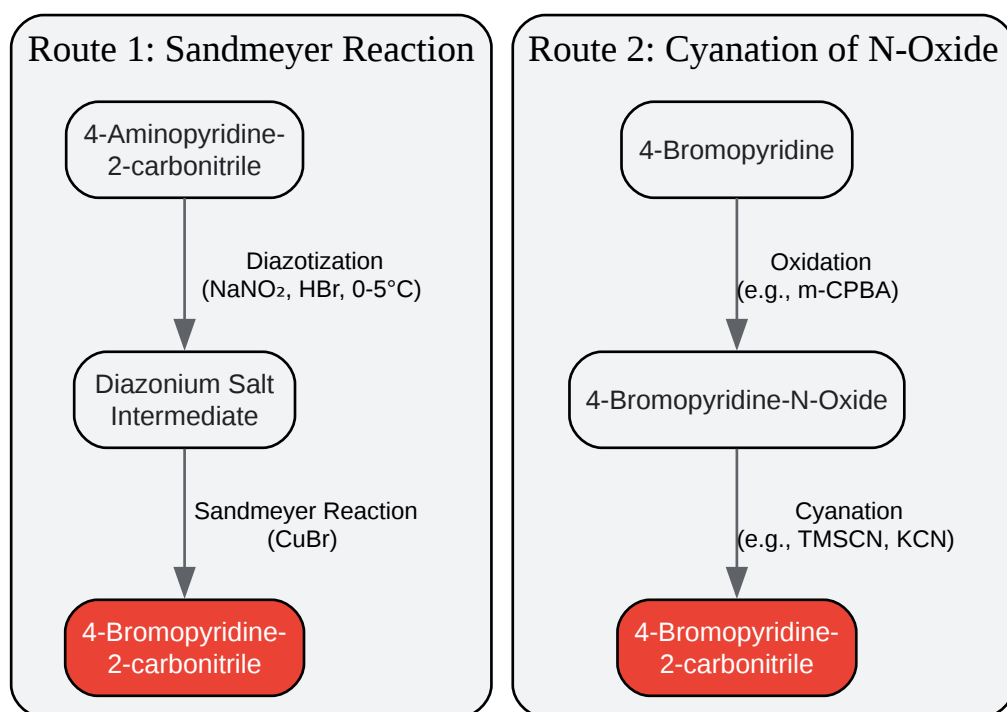 Route 1: Sandmeyer Reaction
4-Aminopyridine-
2-carbonitrile
Diazotization
(NaNO₂, HBr, 0-5°C)
Diazonium Salt
Intermediate
Sandmeyer Reaction
(CuBr)
4-Bromopyridine-
2-carbonitrile
Route 2: Cyanation of N-Oxide
4-Bromopyridine
Oxidation
(e.g., m-CPBA)
4-Bromopyridine-N-Oxide
Cyanation
(e.g., TMSCN, KCN)
4-Bromopyridine-
2-carbonitrile